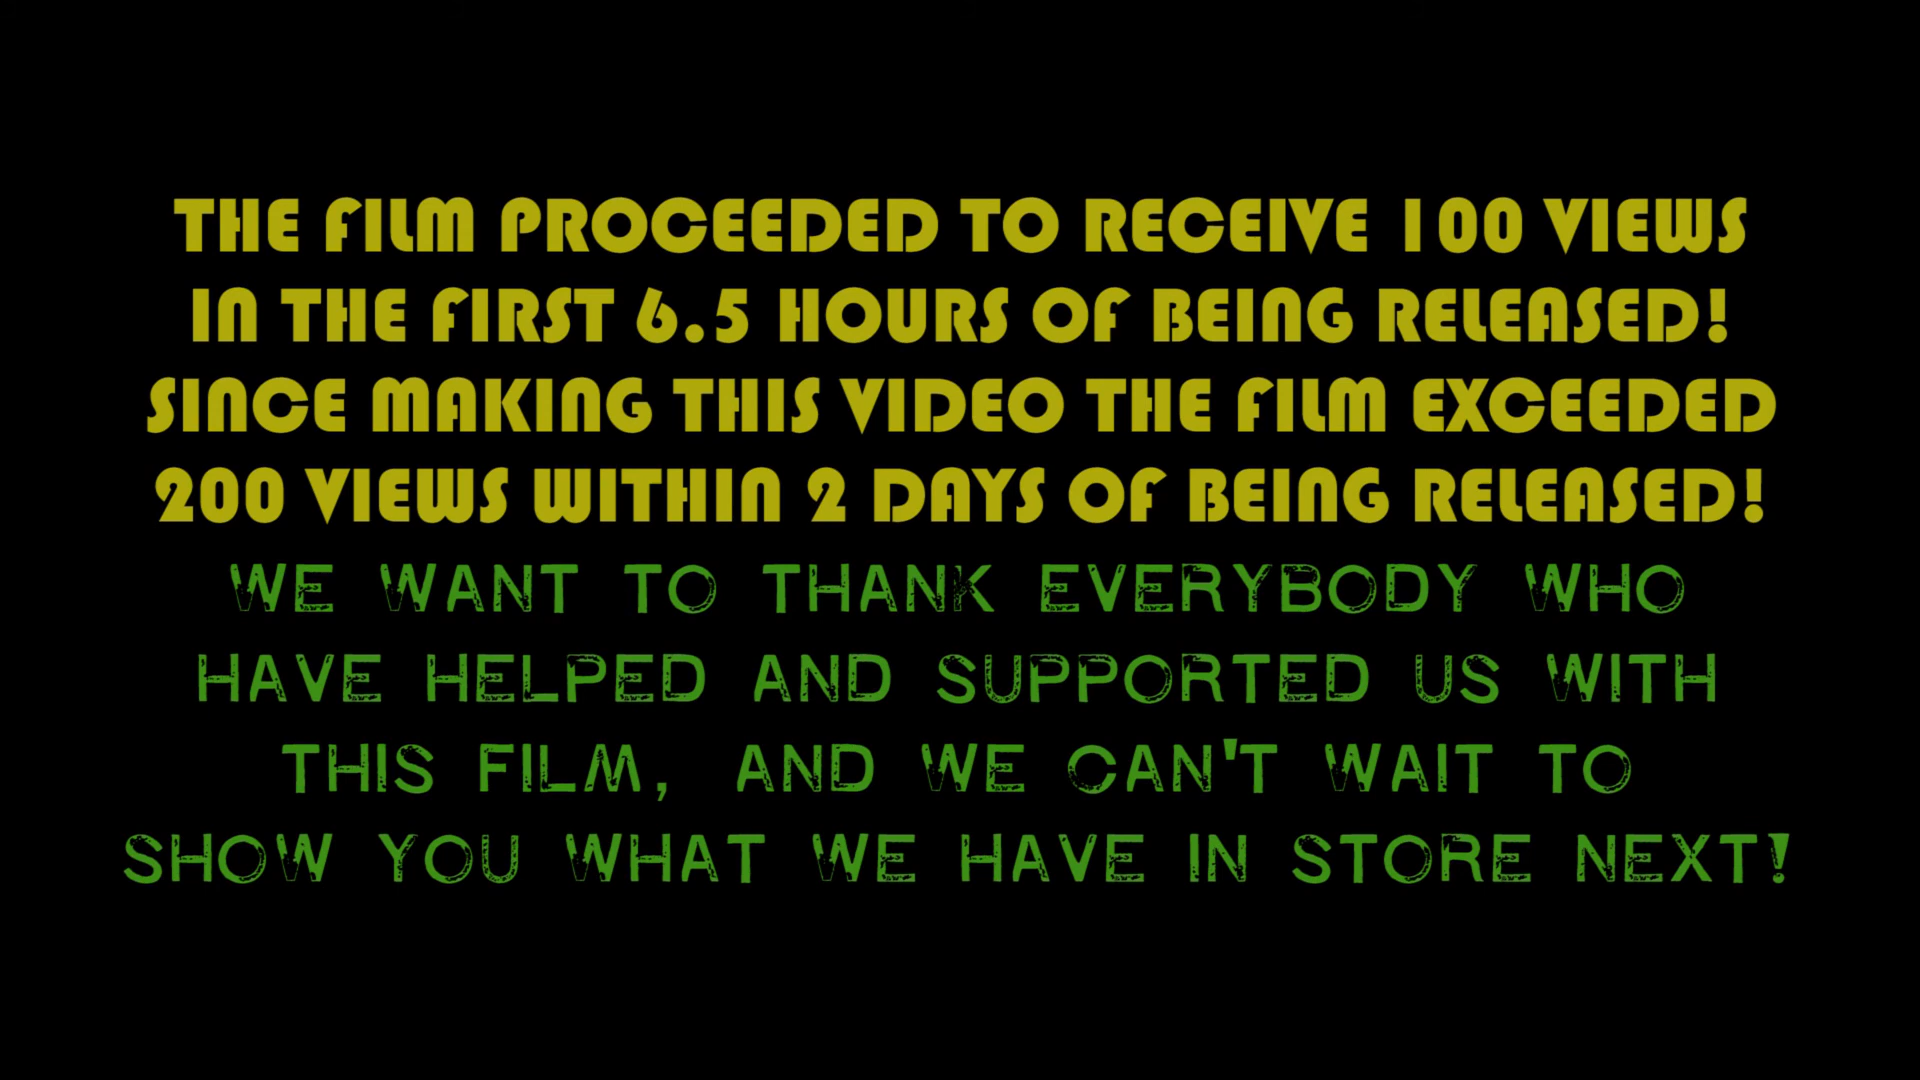 THE FILM PROCEEDED TO RECEIVE 100 VIEWS
IN THE FIRST 6.5 HOURS OF BEING RELEASED!
SINCE MAKING THIS VIDEO THE FILM EXCEEDED
200 VIEWS WITHIN 2 DAYS OF BEING RELEASED!
WE WANT TO THANK EVERYBODY WHO
HAVE HELPED AND SUPPORTED US WITH
THIS FILM, AND WE CAN'T WAIT TO
SHOW YOU WHAT WE HAVE IN STORE NEXT!